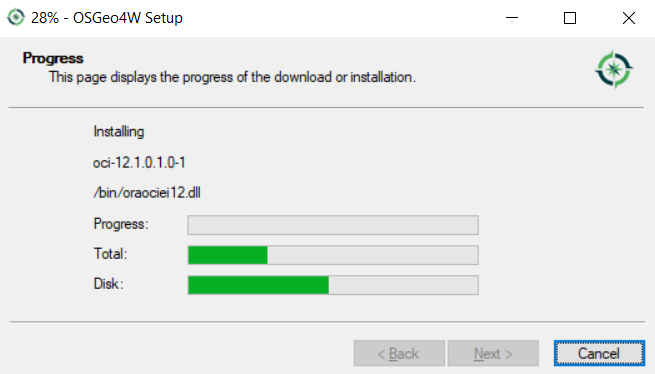 28% - OSGeo4W Setup
Progress
This page displays the progress of the download or installation.
Installing
oci-12.1.0.1.0-1
/bin/oraociei12.dll
Progress:
Total:
Disk:
< Back
Next >
Cancel